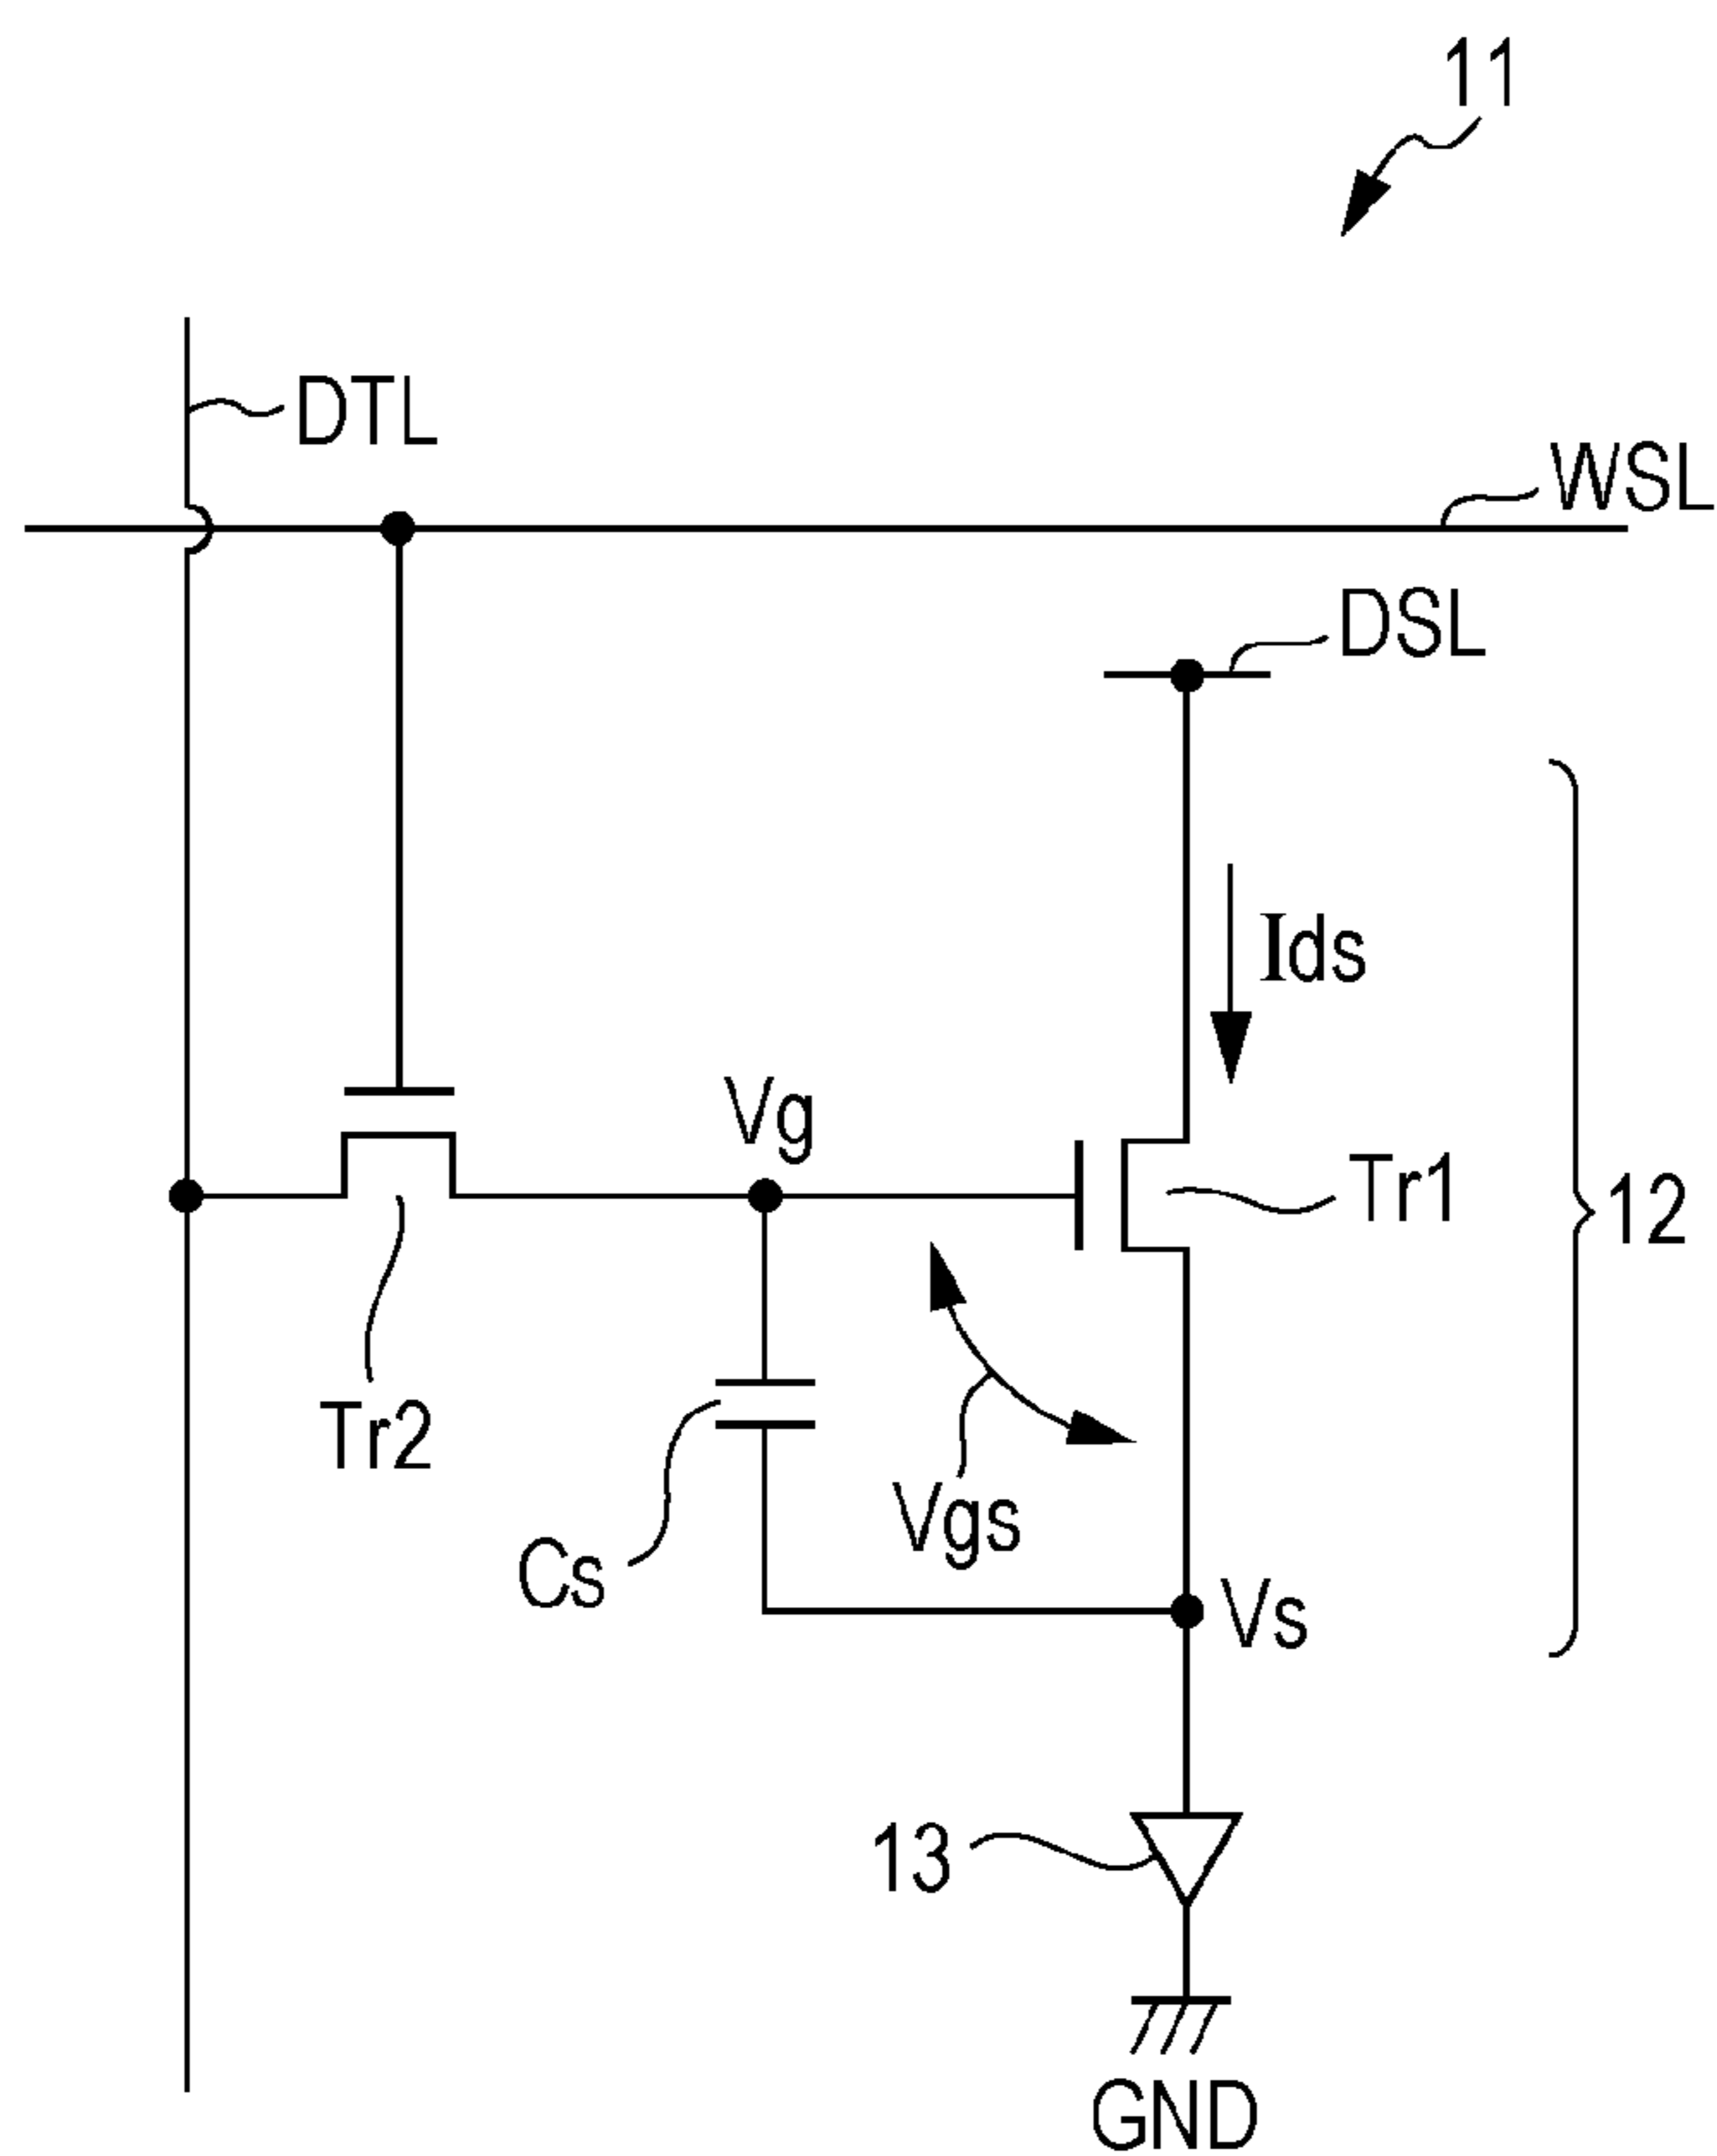 11
DTL
WSL
DSL
Ids
Vg
Tr1
12
Tr2
Vgs
Cs
Vs
13
GND